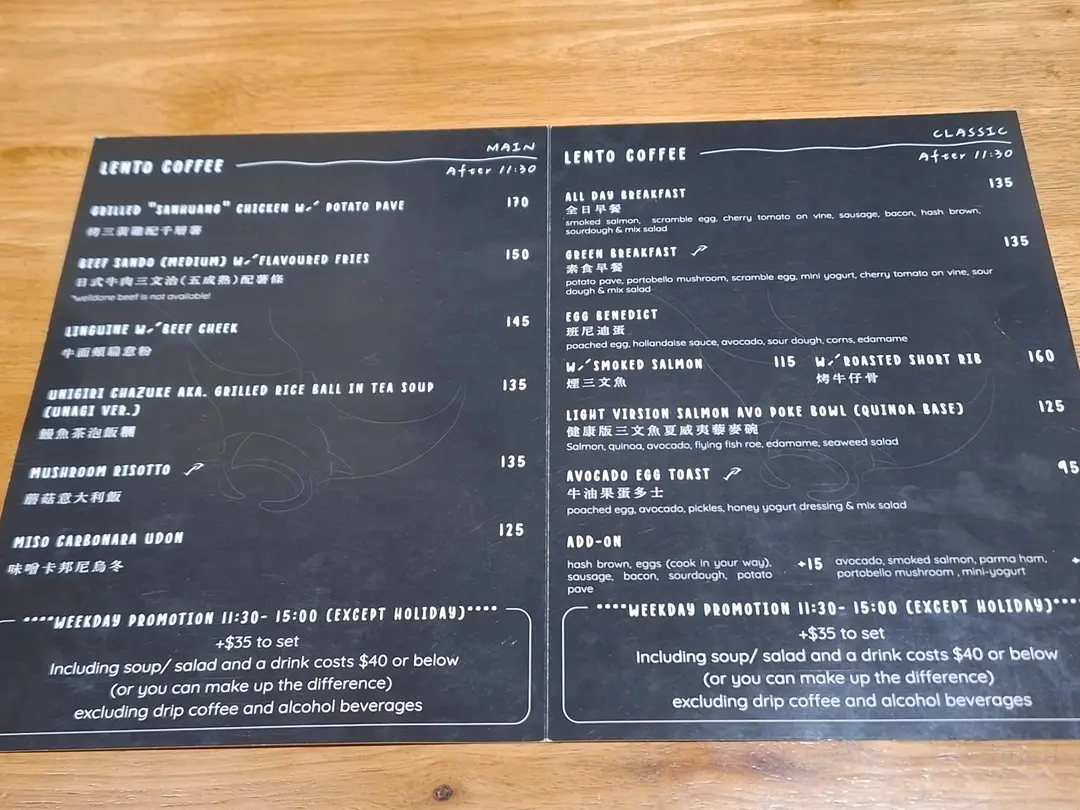 MAIN
LENTO COFFEE
After 11:30
GRILLED "SANHUANG" CHICKEN W/ POTATO PAVE 170
烤三黃雞配千層薯
BEEF SANDO (MEDIUM) W/ FLAVOURED FRIES 150
日式牛肉三文治(五成熟)配薯條
*welldone beef is not available!
LINGUINE W/ BEEF CHEEK 145
牛面頰扁意粉
UNIGIRI CHAZUKE AKA. GRILLED RICE BALL IN TEA SOUP 135
(UNAGI VER.)
鰻魚茶泡飯糰
MUSHROOM RISOTTO 135
蘑菇意大利飯
MISO CARBONARA UDON 125
味噌卡邦尼烏冬
****WEEKDAY PROMOTION 11:30- 15:00 (EXCEPT HOLIDAY)****
+$35 to set
Including soup/ salad and a drink costs $40 or below
(or you can make up the difference)
excluding drip coffee and alcohol beverages
CLASSIC
LENTO COFFEE
After 11:30
ALL DAY BREAKFAST 135
全日早餐
smoked salmon, scramble egg, cherry tomato on vine, sausage, bacon, hash brown,
sourdough & mix salad
GREEN BREAKFAST 135
素食早餐
potato pave, portobello mushroom, scramble egg, mini yogurt, cherry tomato on vine, sour
dough & mix salad
EGG BENEDICT
班尼迪蛋
poached egg, hollandaise sauce, avocado, sour dough, corns, edamame
W/ SMOKED SALMON 115 W/ ROASTED SHORT RIB 160
煙三文魚 烤牛仔骨
LIGHT VIRSION SALMON AVO POKE BOWL (QUINOA BASE) 125
健康版三文魚夏威夷藜麥碗
Salmon, quinoa, avocado, flying fish roe, edamame, seaweed salad
AVOCADO EGG TOAST 95
牛油果蛋多士
poached egg, avocado, pickles, honey yogurt dressing & mix salad
ADD-ON
hash brown, eggs (cook in your way), +15 avocado, smoked salmon, parma ham, +
sausage, bacon, sourdough, potato portobello mushroom , mini-yogurt
pave
****WEEKDAY PROMOTION 11:30- 15:00 (EXCEPT HOLIDAY)****
+$35 to set
Including soup/ salad and a drink costs $40 or below
(or you can make up the difference)
excluding drip coffee and alcohol beverages